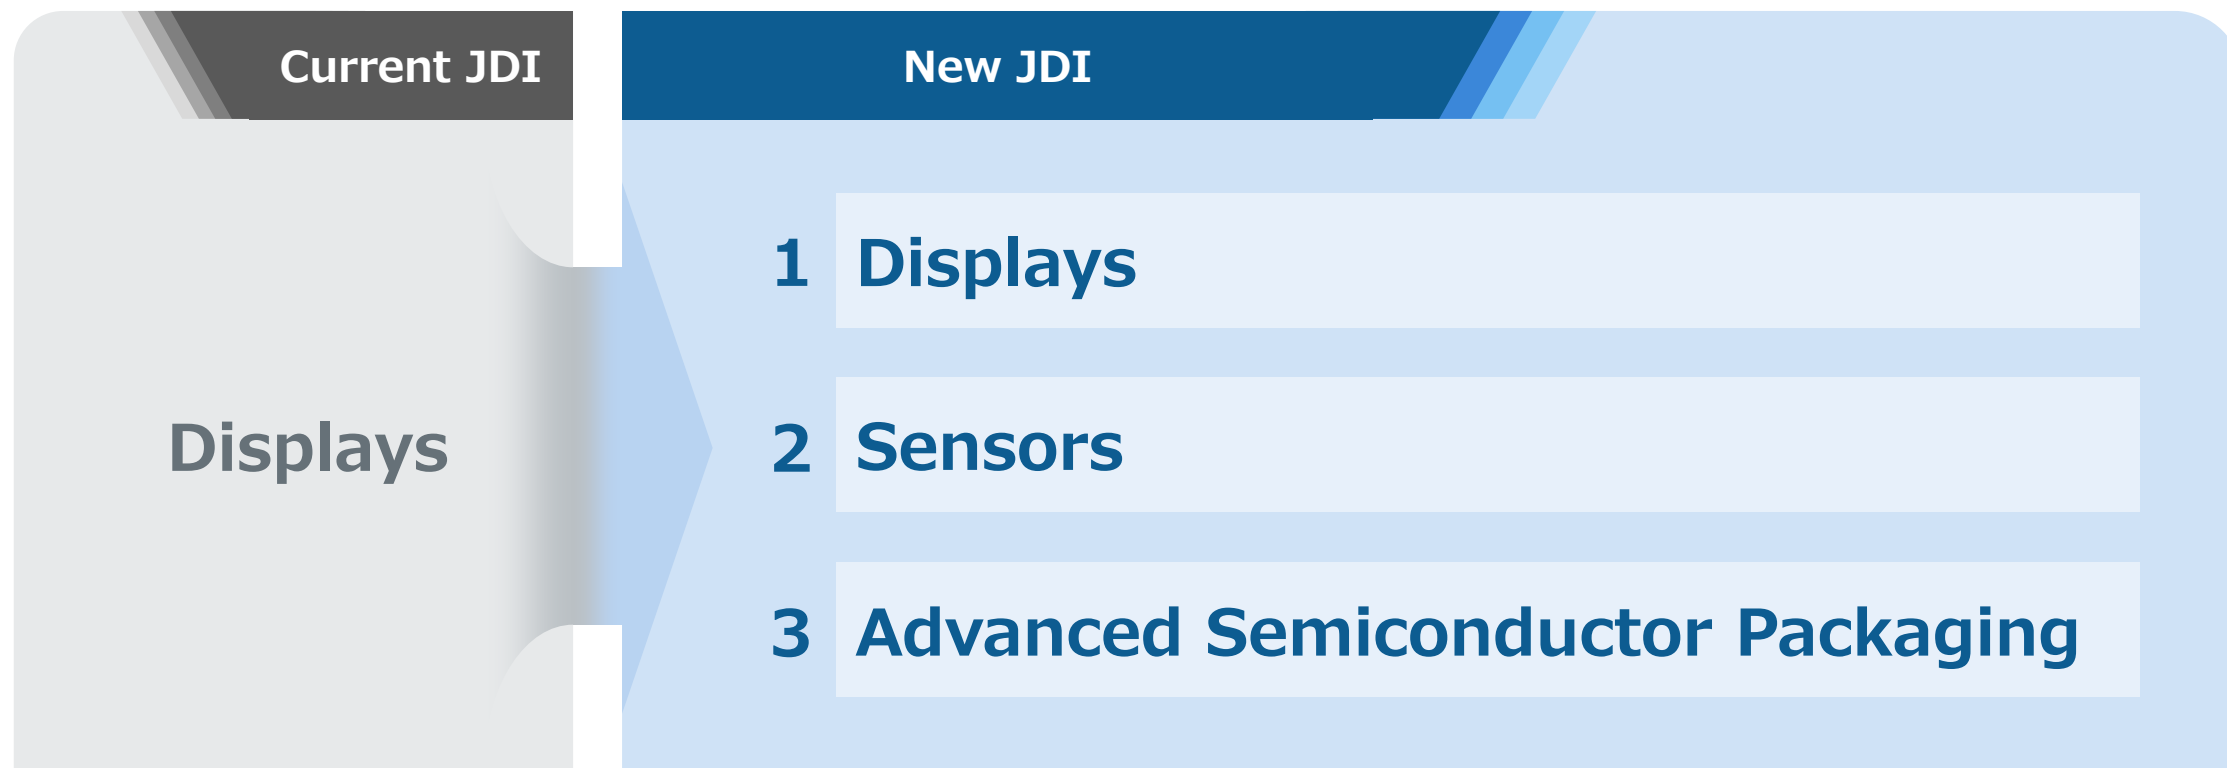 Current JDI
New JDI
Displays
1 Displays
2 Sensors
3 Advanced Semiconductor Packaging